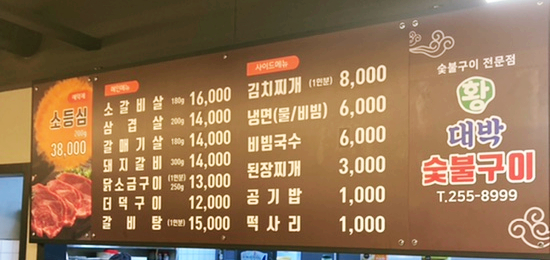 소등심
760g
38,000
메인메뉴
소갈비살 180g 16,000
삼겹살 200g 14,000
갈매기살 180g 14,000
돼지갈비 300g 14,000
닭소금구이 (1인분) 250g 13,000
더덕구이 12,000
갈비탕 (1인분) 15,000
사이드메뉴
김치찌개 (1인분) 8,000
냉면(물/비빔) 6,000
비빔국수 6,000
된장찌개 3,000
공기밥 1,000
떡사리 1,000
숯불구이 전문점
황
대박
숯불구이
T.255-8999